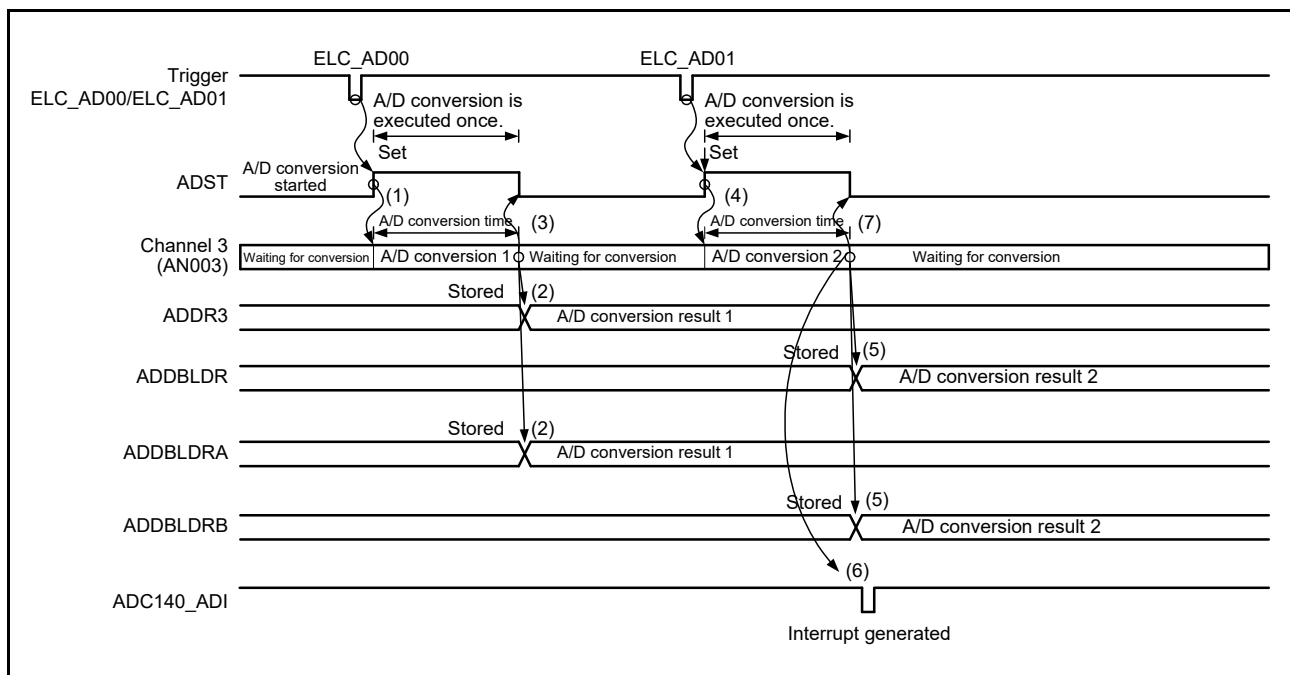 ELC_AD00
ELC_AD01
Trigger
ELC_AD00/ELC_AD01
A/D conversion is
executed once.
A/D conversion is
executed once.
Set
Set
A/D conversion
started
ADST
(1)
(4)
A/D conversion time
(3)
A/D conversion time
(7)
Channel 3
(AN003)
Waiting for conversion
A/D conversion 1
Waiting for conversion
A/D conversion 2
Waiting for conversion
Stored
(2)
ADDR3
A/D conversion result 1
Stored
(5)
ADDBLDR
A/D conversion result 2
Stored
(2)
ADDBLDRA
A/D conversion result 1
Stored
(5)
ADDBLDRB
A/D conversion result 2
(6)
ADC140_ADI
Interrupt generated